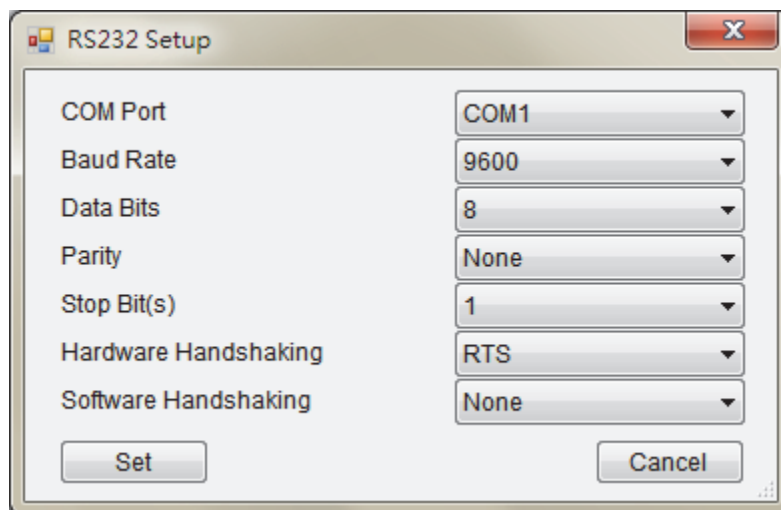 RS232 Setup
COM Port COM1
Baud Rate 9600
Data Bits 8
Parity None
Stop Bit(s) 1
Hardware Handshaking RTS
Software Handshaking None
Set Cancel